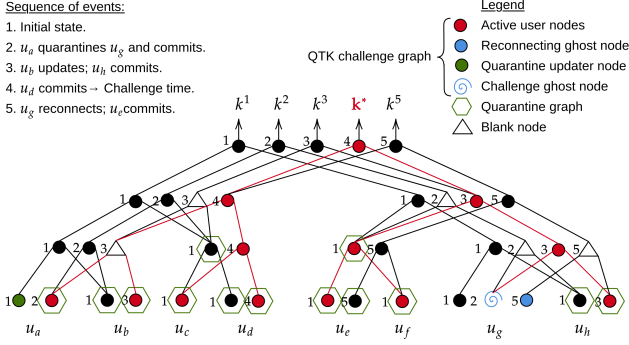 Sequence of events:
1. Initial state.
2. u_a quarantines u_g and commits.
3. u_b updates; u_h commits.
4. u_d commits→ Challenge time.
5. u_g reconnects; u_e commits.
Legend
Active user nodes
Reconnecting ghost node
Quarantine updater node
Challenge ghost node
Quarantine graph
Blank node
QTK challenge graph
k¹ k² k³ k* k⁵
1 2 3 4 5
1 2 3 4 1 2 3 5
1 2 3 1 4 1 5 1 2 3 5
1 2 1 3 1 1 4 1 5 1 1 2 5 1 3
u_a u_b u_c u_d u_e u_f u_g u_h